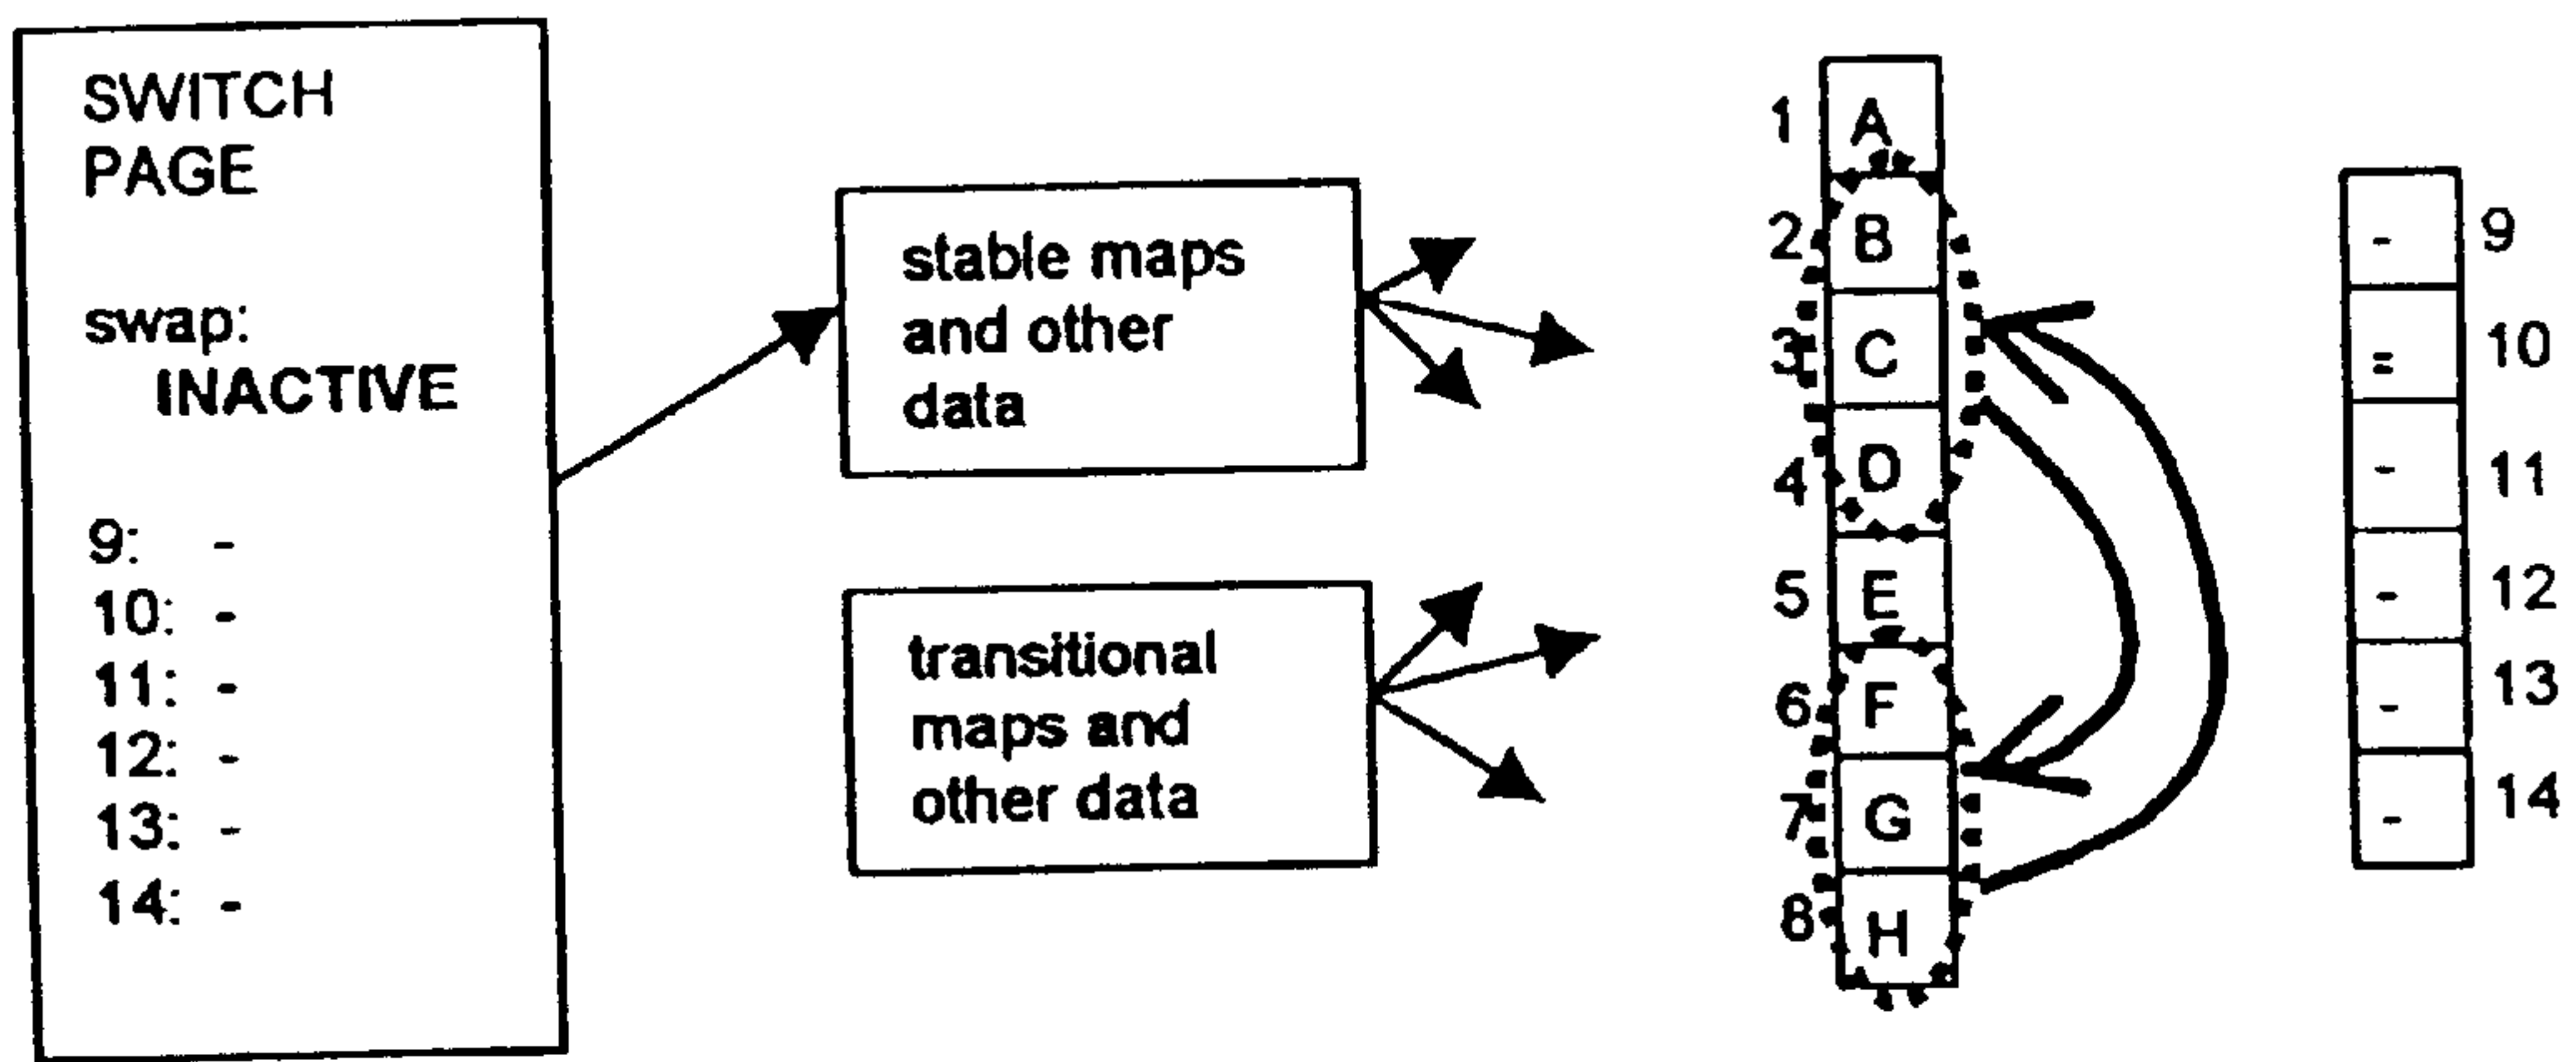 SWITCH
PAGE
swap:
INACTIVE
9: -
10: -
11: -
12: -
13: -
14: -
stable maps
and other
data
transitional
maps and
other data
1 A
2 B
3 C
4 D
5 E
6 F
7 G
8 H
- 9
= 10
- 11
- 12
- 13
- 14